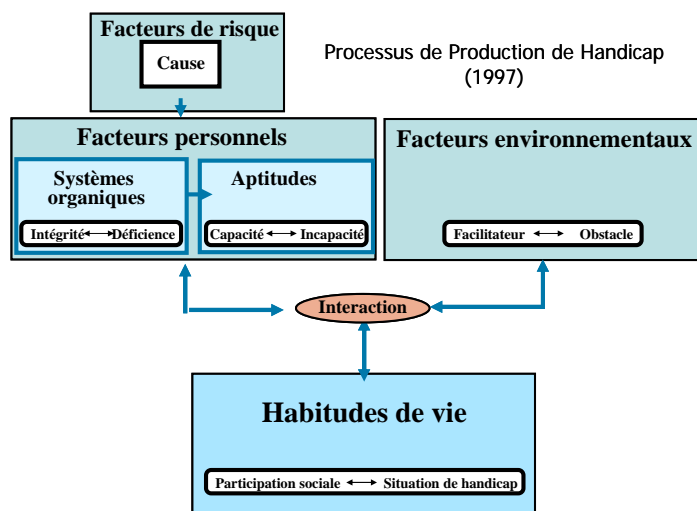 Facteurs de risque
Cause
Processus de Production de Handicap
(1997)
Facteurs personnels
Systèmes
organiques
Intégrité ↔ Déficience
Aptitudes
Capacité ↔ Incapacité
Facteurs environnementaux
Facilitateur ↔ Obstacle
Interaction
Habitudes de vie
Participation sociale ↔ Situation de handicap